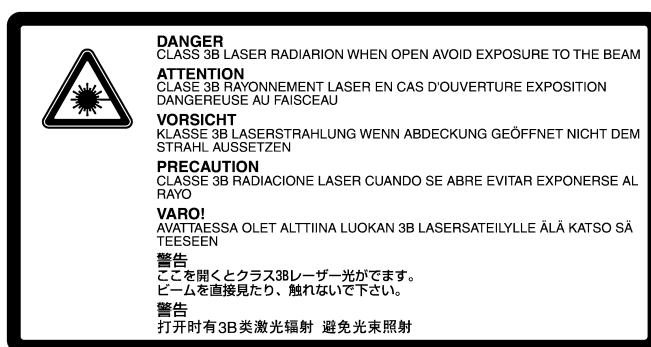 DANGER
CLASS 3B LASER RADIARION WHEN OPEN AVOID EXPOSURE TO THE BEAM
ATTENTION
CLASE 3B RAYONNEMENT LASER EN CAS D'OUVERTURE EXPOSITION
DANGEREUSE AU FAISCEAU
VORSICHT
KLASSE 3B LASERSTRAHLUNG WENN ABDECKUNG GEÖFFNET NICHT DEM
STRAHL AUSSETZEN
PRECAUTION
CLASSE 3B RADIACIONE LASER CUANDO SE ABRE EVITAR EXPONERSE AL
RAYO
VARO!
AVATTAESSA OLET ALTTIINA LUOKAN 3B LASERSATEILYLLE ÄLÄ KATSO SÄ
TEESEEN
警告
ここを開くとクラス3Bレーザー光がでます。
ビームを直接見たり、触れないで下さい。
警告
打开时有3B类激光辐射 避免光束照射